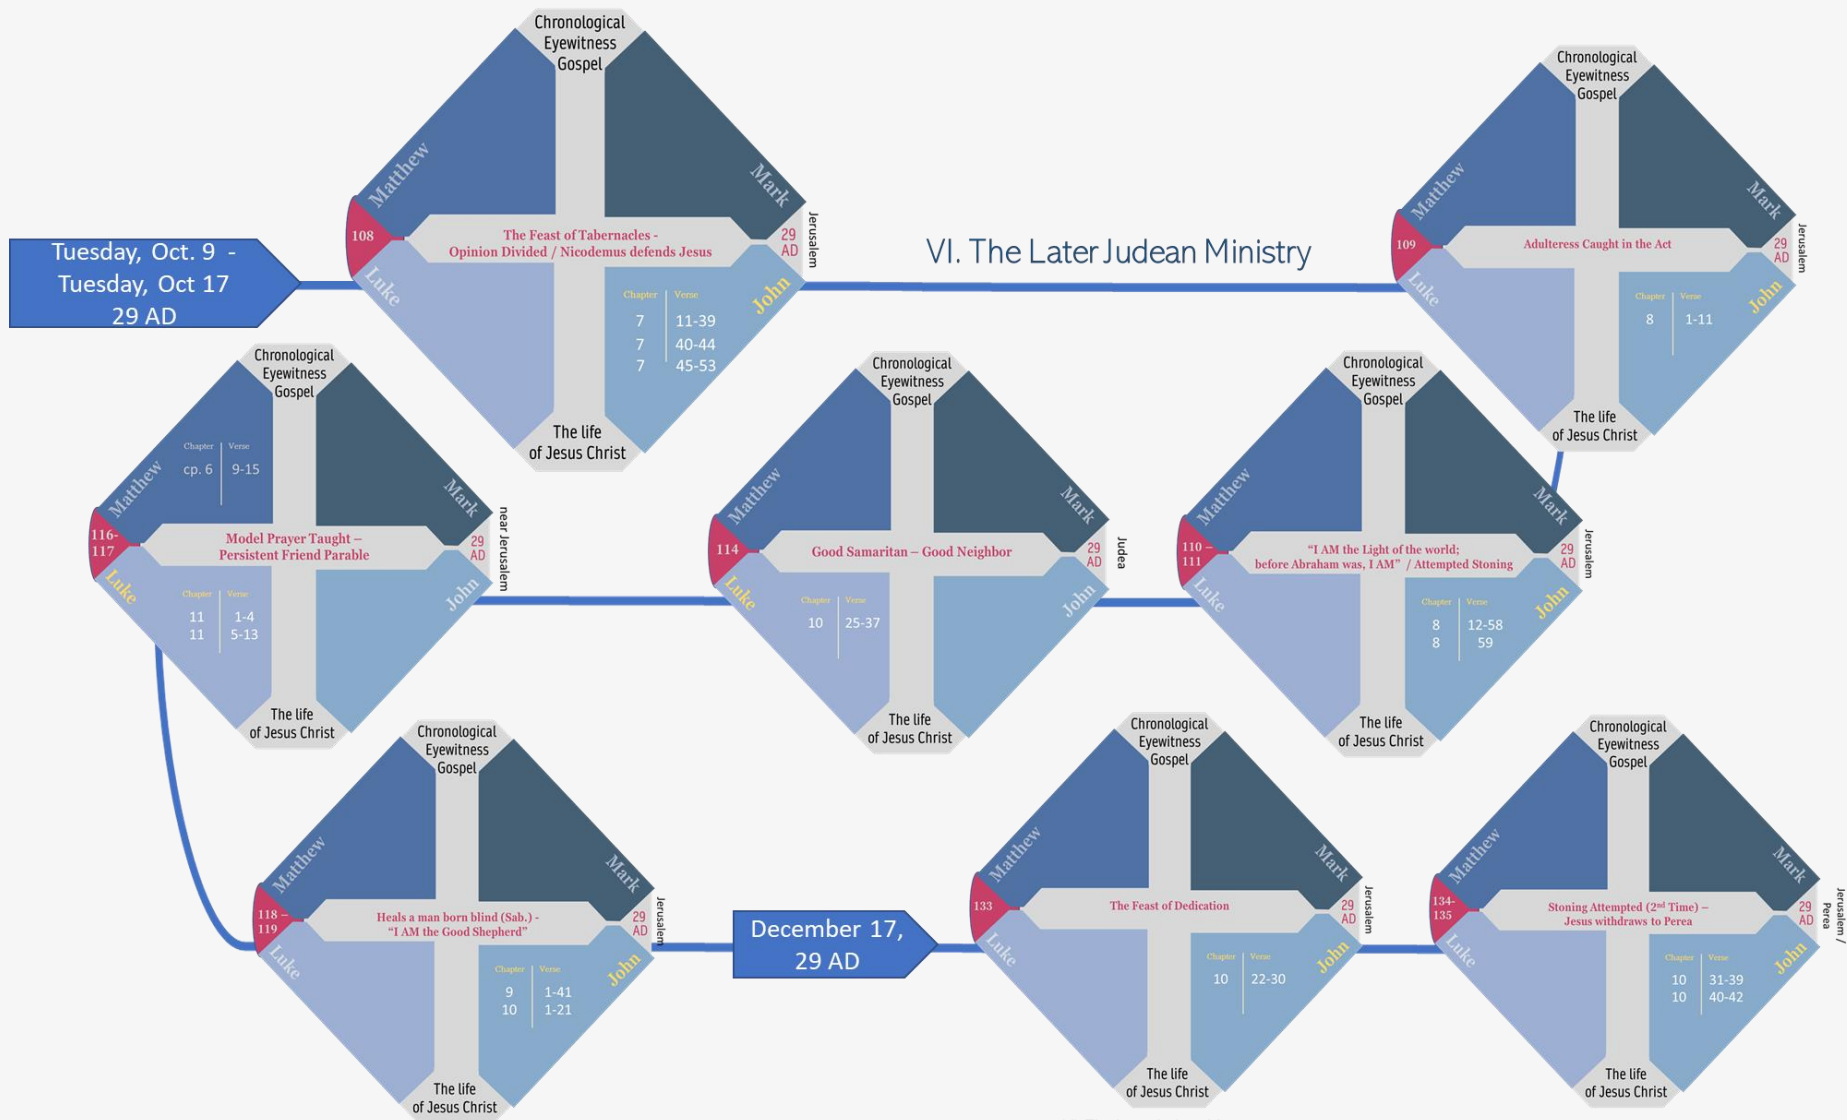 Tuesday, Oct. 9 -
Tuesday, Oct 17
29 AD
Chronological
Eyewitness
Gospel
Matthew
Mark
108
The Feast of Tabernacles -
Opinion Divided / Nicodemus defends Jesus
29
AD
Jerusalem
Luke
John
Chapter Verse
7 11-39
7 40-44
7 45-53
The life
of Jesus Christ
VI. The Later Judean Ministry
Chronological
Eyewitness
Gospel
Matthew
Mark
109
Adulteress Caught in the Act
29
AD
Jerusalem
Luke
John
Chapter Verse
8 1-11
The life
of Jesus Christ
Chronological
Eyewitness
Gospel
Matthew
Mark
110 –
111
“I AM the Light of the world;
before Abraham was, I AM” / Attempted Stoning
29
AD
Jerusalem
Luke
John
Chapter Verse
8 12-58
8 59
The life
of Jesus Christ
Chronological
Eyewitness
Gospel
Matthew
Mark
114
Good Samaritan – Good Neighbor
29
AD
Judea
Luke
John
Chapter Verse
10 25-37
The life
of Jesus Christ
Chronological
Eyewitness
Gospel
Matthew
Chapter Verse
cp. 6 9-15
Mark
116-
117
Model Prayer Taught –
Persistent Friend Parable
29
AD
near Jerusalem
Luke
John
Chapter Verse
11 1-4
11 5-13
The life
of Jesus Christ
Chronological
Eyewitness
Gospel
Matthew
Mark
118 –
119
Heals a man born blind (Sab.) -
“I AM the Good Shepherd”
29
AD
Jerusalem
Luke
John
Chapter Verse
9 1-41
10 1-21
The life
of Jesus Christ
December 17,
29 AD
Chronological
Eyewitness
Gospel
Matthew
Mark
133
The Feast of Dedication
29
AD
Jerusalem
Luke
John
Chapter Verse
10 22-30
The life
of Jesus Christ
Chronological
Eyewitness
Gospel
Matthew
Mark
134-
135
Stoning Attempted (2nd Time) –
Jesus withdraws to Perea
29
AD
Jerusalem /
Perea
Luke
John
Chapter Verse
10 31-39
10 40-42
The life
of Jesus Christ